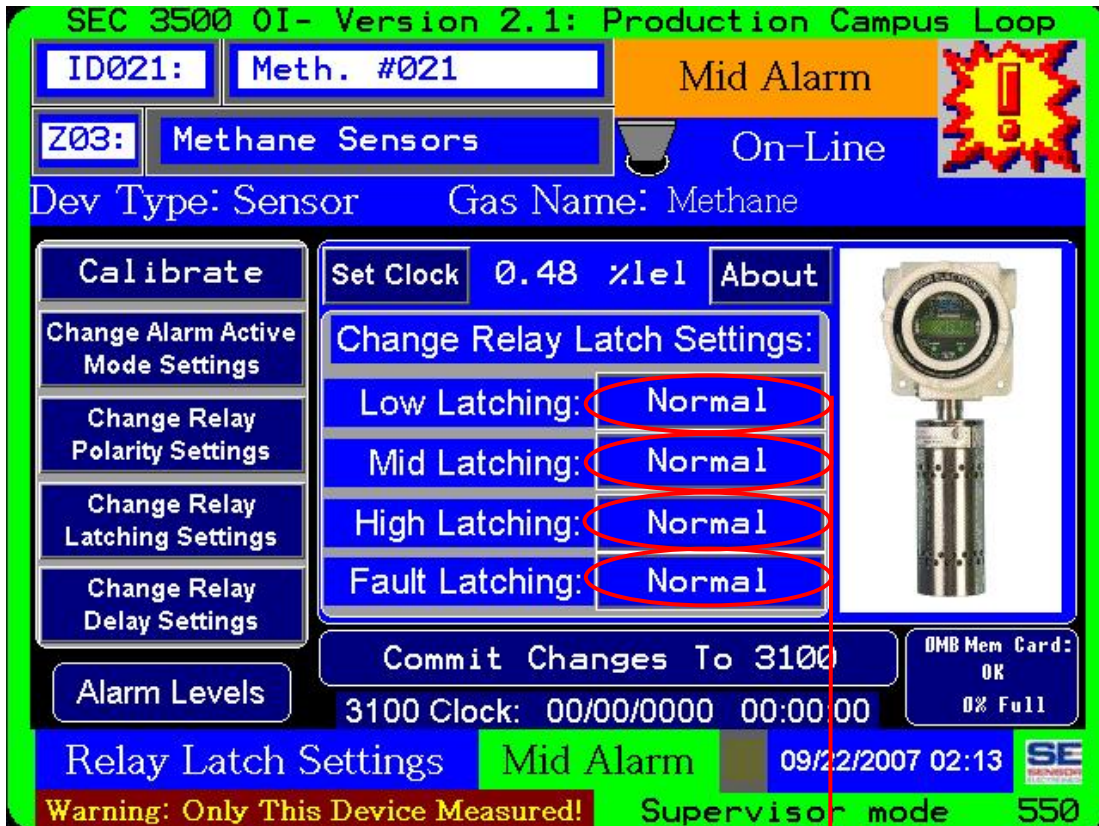 SEC 3500 OI- Version 2.1: Production Campus Loop
ID021: Meth. #021 Mid Alarm
Z03: Methane Sensors On-Line
Dev Type: Sensor Gas Name: Methane
Calibrate
Change Alarm Active
Mode Settings
Change Relay
Polarity Settings
Change Relay
Latching Settings
Change Relay
Delay Settings
Alarm Levels
Set Clock 0.48 %lel About
Change Relay Latch Settings:
Low Latching: Normal
Mid Latching: Normal
High Latching: Normal
Fault Latching: Normal
Commit Changes To 3100
3100 Clock: 00/00/0000 00:00:00
0MB Mem Card:
OK
0% Full
Relay Latch Settings Mid Alarm 09/22/2007 02:13 SE
Warning: Only This Device Measured! Supervisor mode 550